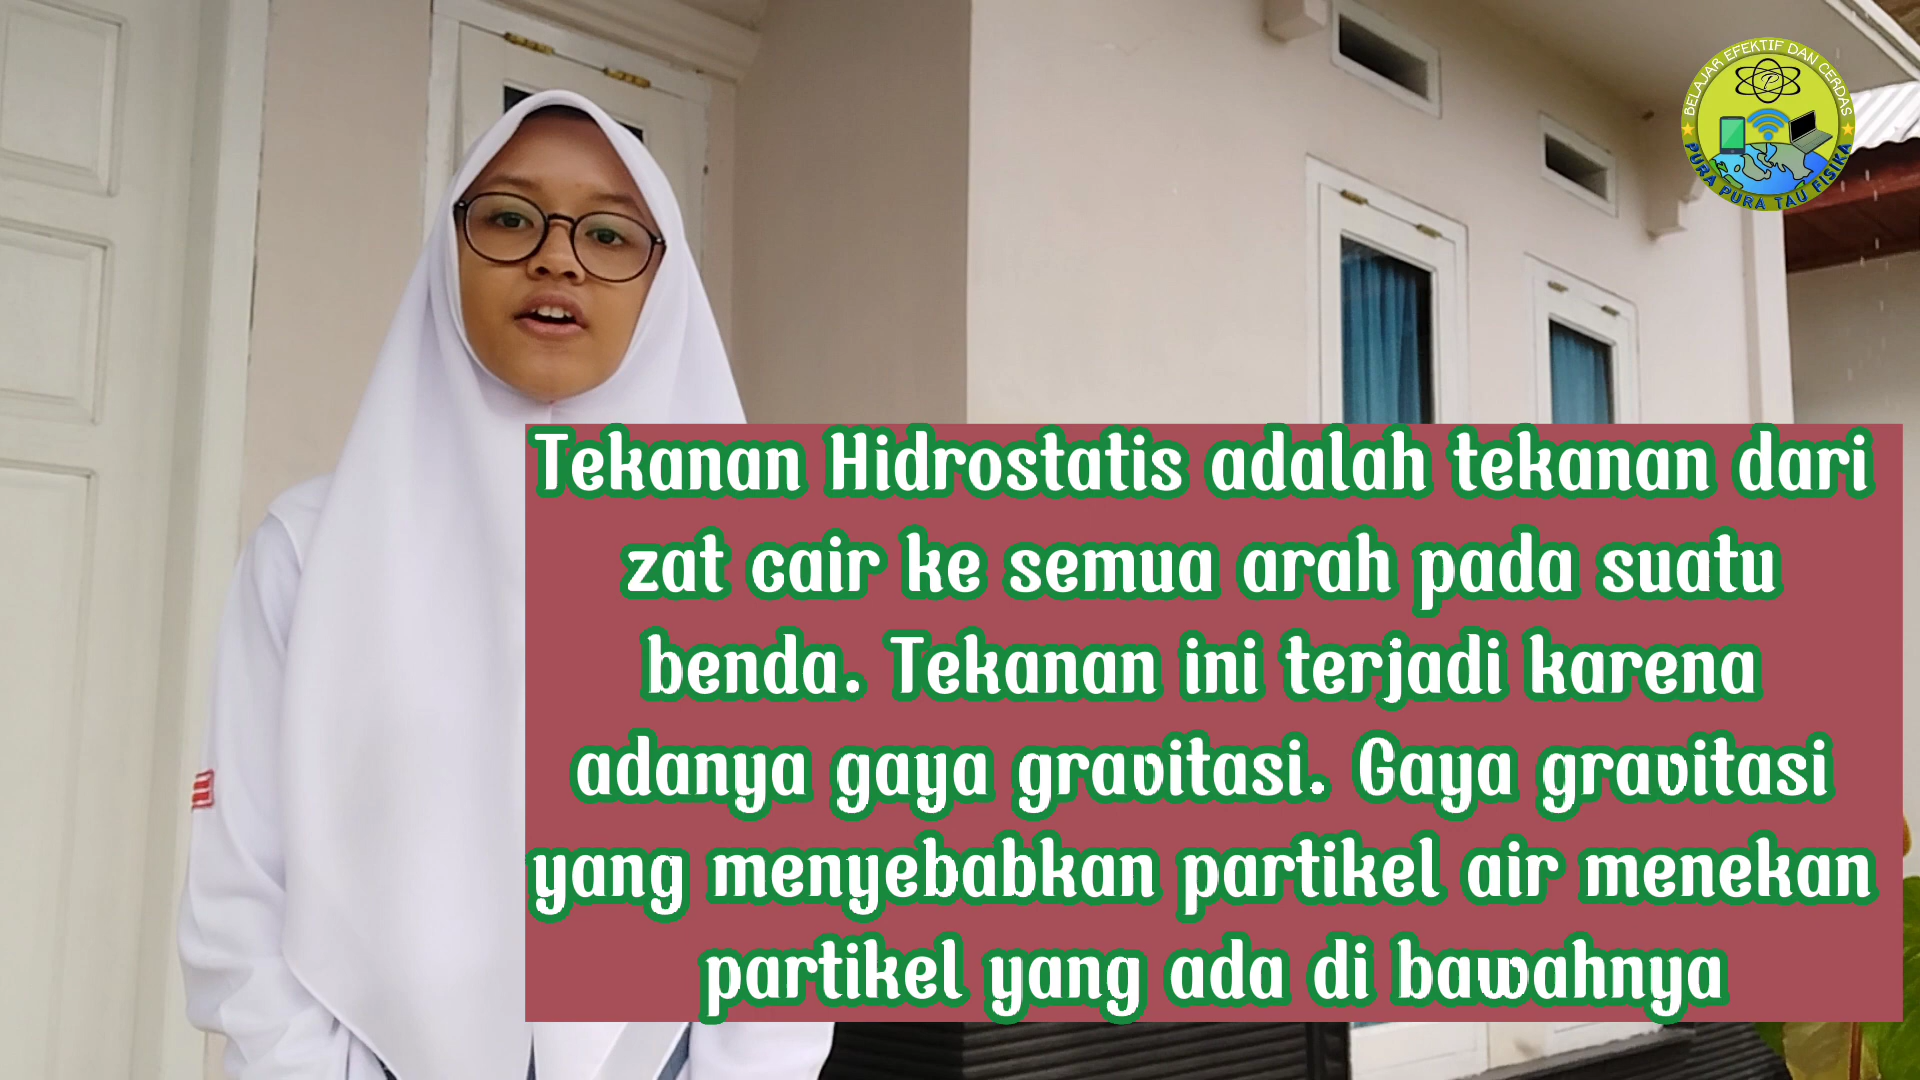 BELAJAR EFEKTIF DAN CERDAS
PURA PURA TAU FISIKA
Tekanan Hidrostatis adalah tekanan dari
zat cair ke semua arah pada suatu
benda. Tekanan ini terjadi karena
adanya gaya gravitasi. Gaya gravitasi
yang menyebabkan partikel air menekan
partikel yang ada di bawahnya